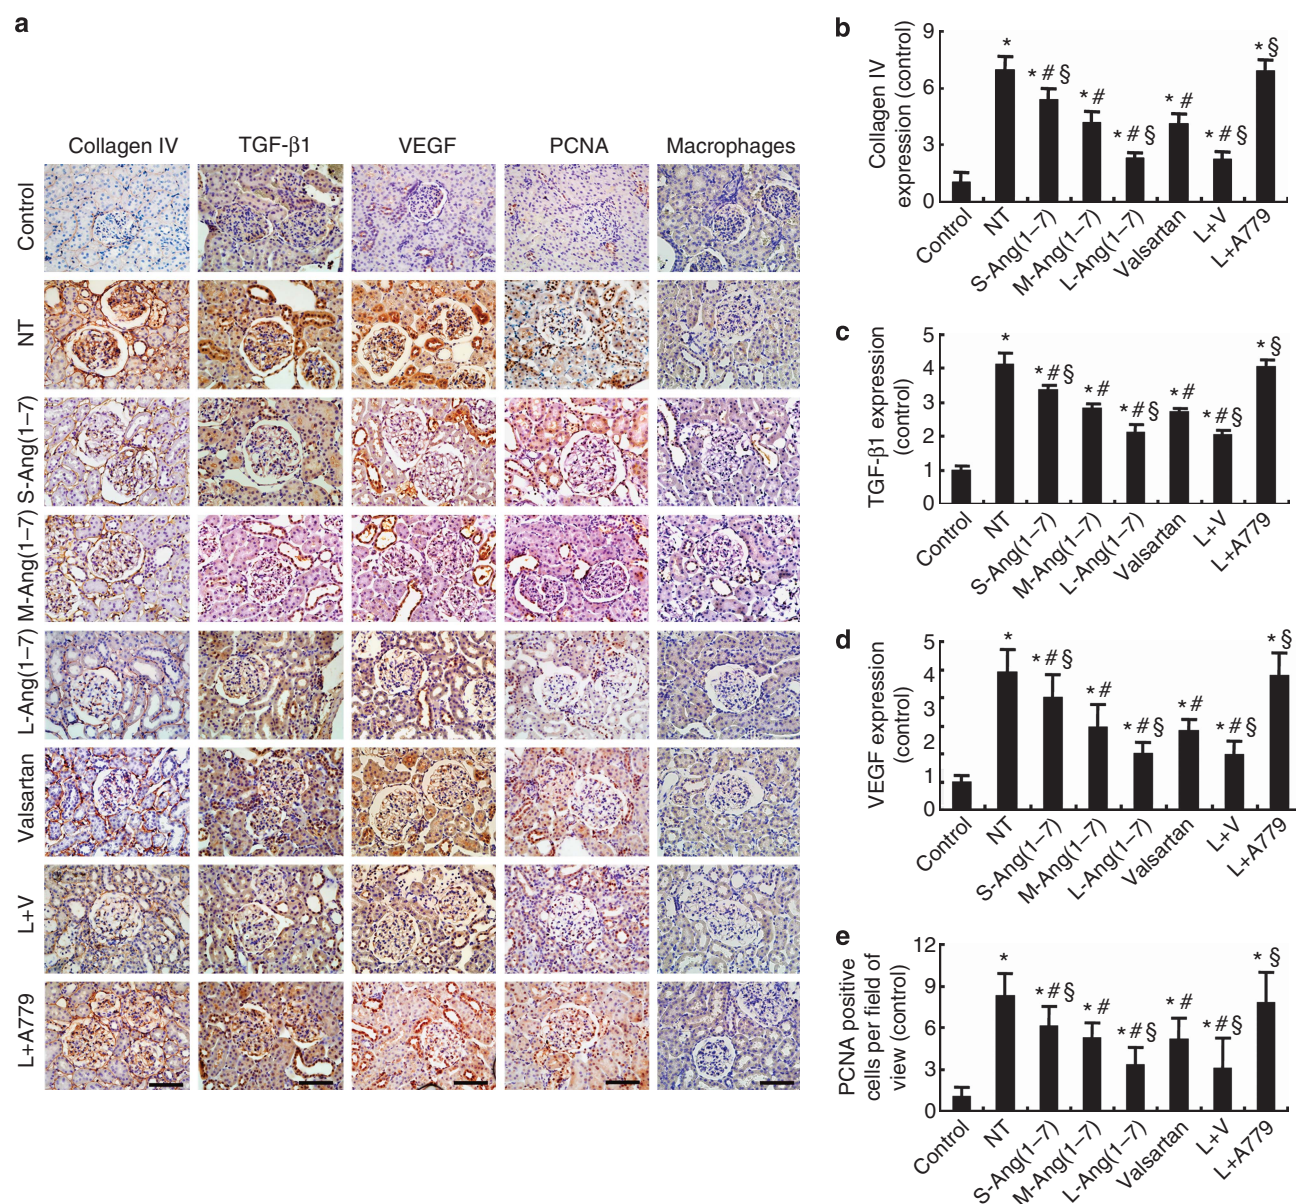 a
Collagen IV TGF-β1 VEGF PCNA Macrophages
Control
NT
S-Ang(1–7)
M-Ang(1–7)
L-Ang(1–7)
Valsartan
L+V
L+A779
b
Collagen IV
expression (control)
9
6
3
0
*
* # §
* #
* # §
* #
* # §
* §
Control NT S-Ang(1–7) M-Ang(1–7) L-Ang(1–7) Valsartan L+V L+A779
c
TGF-β1 expression
(control)
5
4
3
2
1
0
*
* # §
* #
* # §
* #
* # §
* §
Control NT S-Ang(1–7) M-Ang(1–7) L-Ang(1–7) Valsartan L+V L+A779
d
VEGF expression
(control)
5
4
3
2
1
0
*
* # §
* #
* # §
* #
* # §
* §
Control NT S-Ang(1–7) M-Ang(1–7) L-Ang(1–7) Valsartan L+V L+A779
e
PCNA positive
cells per field of
view (control)
12
9
6
3
0
*
* # §
* #
* # §
* #
* # §
* §
Control NT S-Ang(1–7) M-Ang(1–7) L-Ang(1–7) Valsartan L+V L+A779